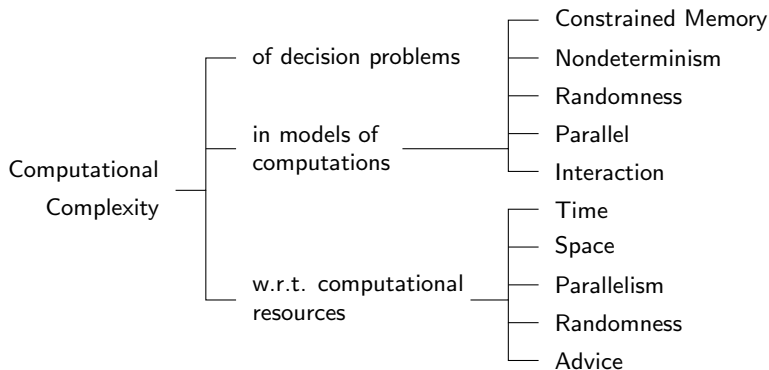 Computational
Complexity
of decision problems
in models of
computations
Constrained Memory
Nondeterminism
Randomness
Parallel
Interaction
w.r.t. computational
resources
Time
Space
Parallelism
Randomness
Advice